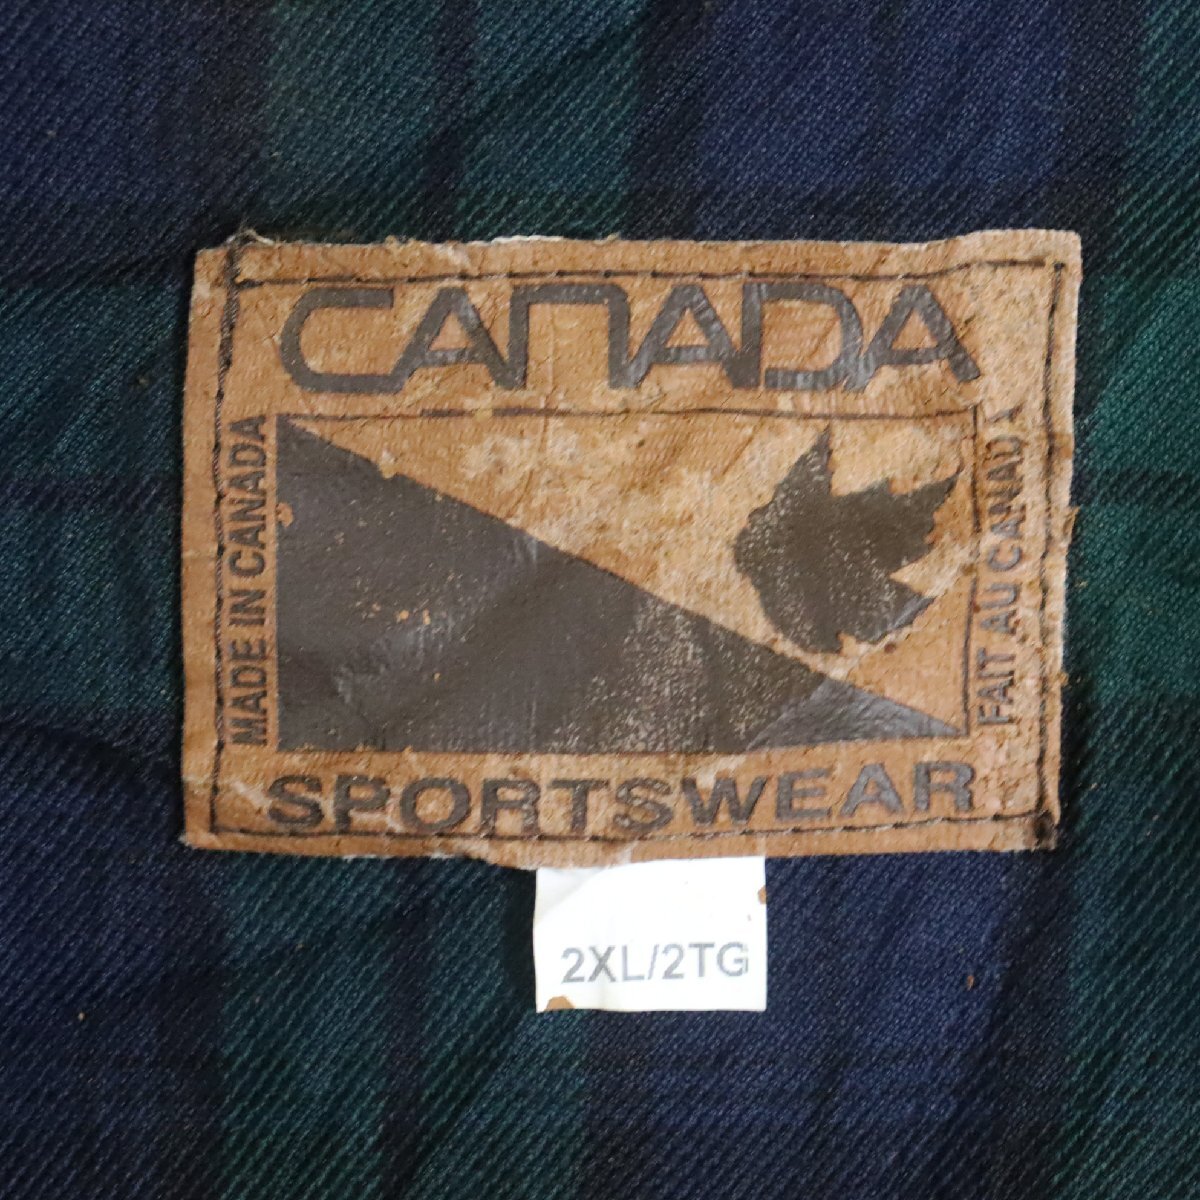 CANADA
MADE IN CANADA
FAIT AU CANADA
SPORTSWEAR
2XL/2TG